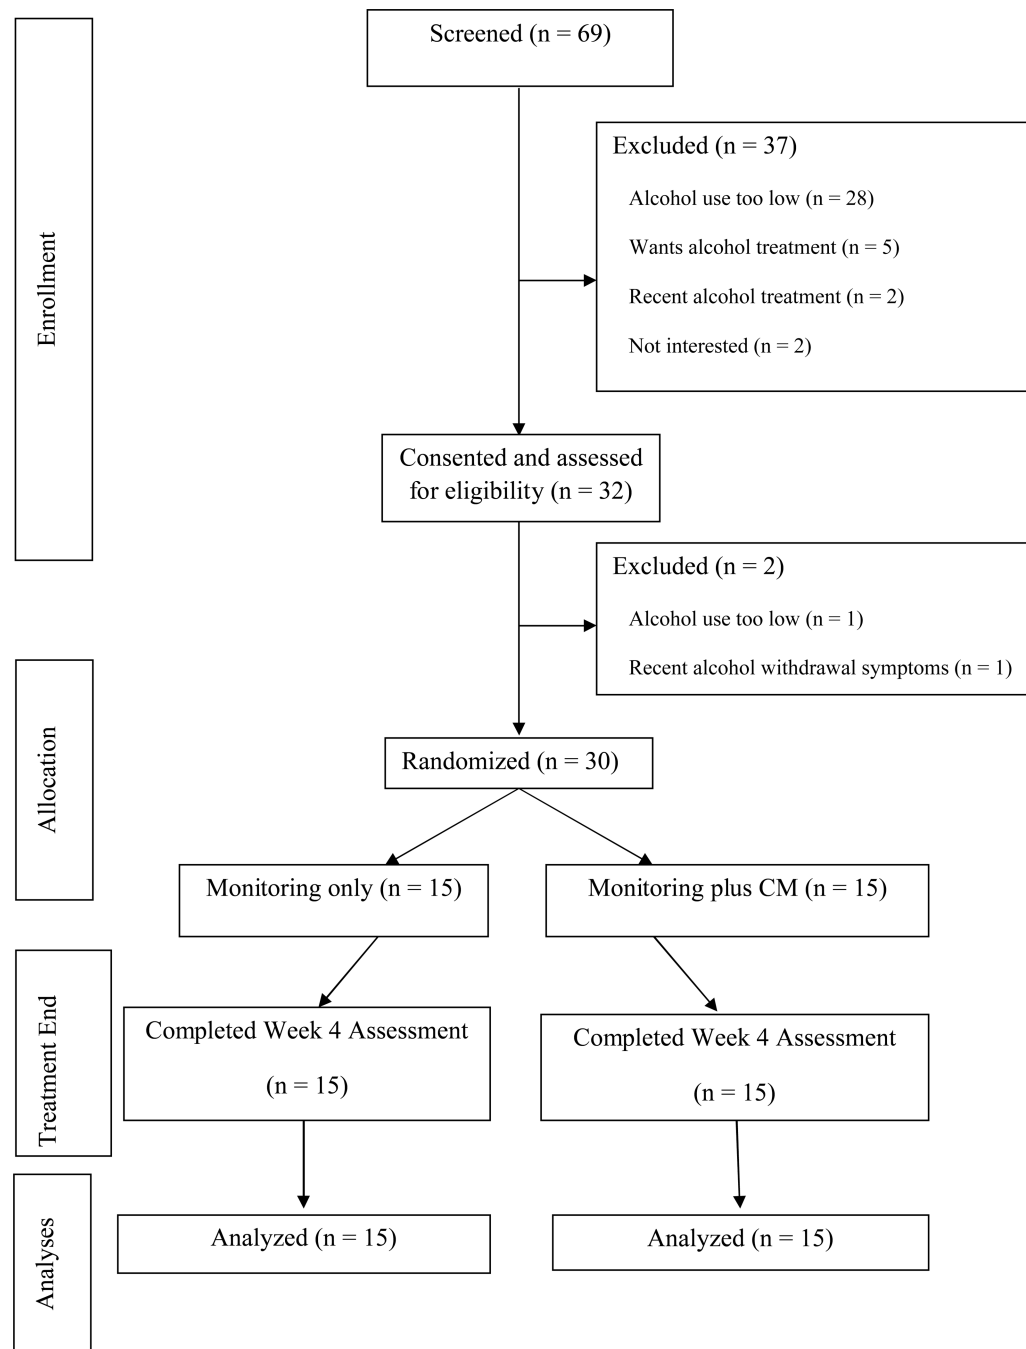 Enrollment
Screened (n = 69)
Excluded (n = 37)
Alcohol use too low (n = 28)
Wants alcohol treatment (n = 5)
Recent alcohol treatment (n = 2)
Not interested (n = 2)
Consented and assessed
for eligibility (n = 32)
Excluded (n = 2)
Alcohol use too low (n = 1)
Recent alcohol withdrawal symptoms (n = 1)
Allocation
Randomized (n = 30)
Monitoring only (n = 15)
Monitoring plus CM (n = 15)
Treatment End
Completed Week 4 Assessment
(n = 15)
Completed Week 4 Assessment
(n = 15)
Analyses
Analyzed (n = 15)
Analyzed (n = 15)